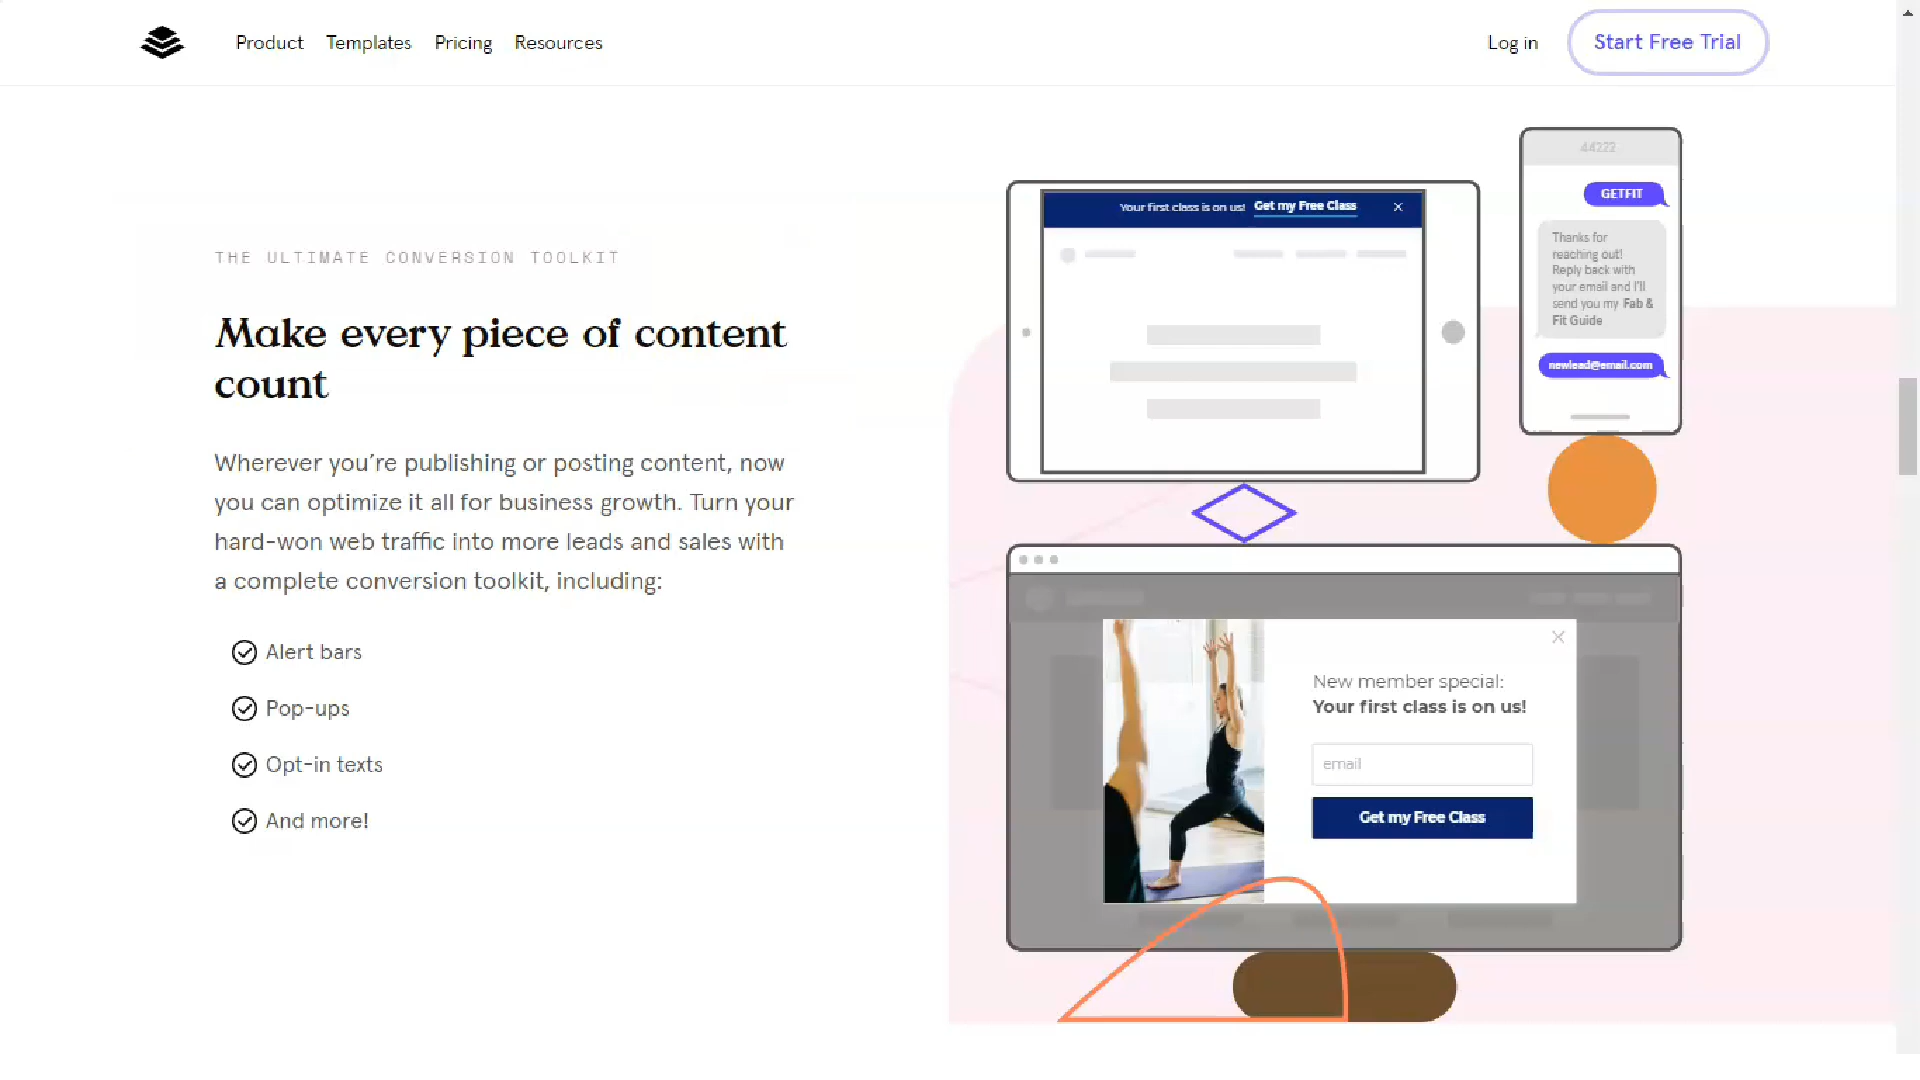 Product Templates Pricing Resources Log in Start Free Trial
THE ULTIMATE CONVERSION TOOLKIT
Make every piece of content
count
Wherever you’re publishing or posting content, now
you can optimize it all for business growth. Turn your
hard-won web traffic into more leads and sales with
a complete conversion toolkit, including:
Alert bars
Pop-ups
Opt-in texts
And more!
Your first class is on us! Get my Free Class
44222
GETFIT
Thanks for
reaching out!
Reply back with
your email and I’ll
send you my Fab &
Fit Guide
newlead@email.com
New member special:
Your first class is on us!
email
Get my Free Class